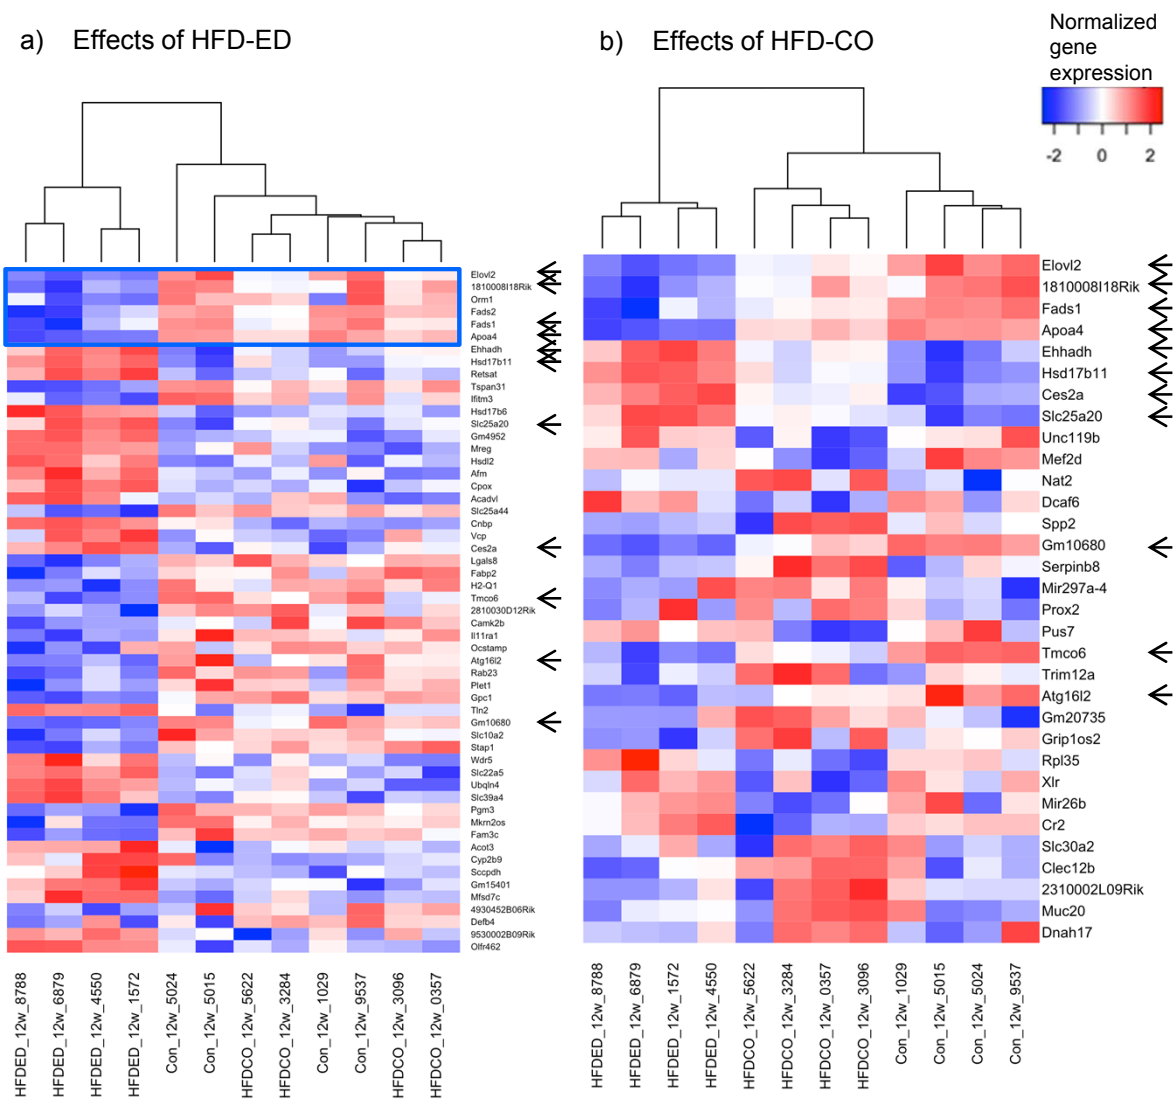 a) Effects of HFD-ED
b) Effects of HFD-CO
Normalized
gene
expression
-2 0 2
Elovl2
1810008I18Rik
Orm1
Fads2
Fads1
Apoa4
Ehhadh
Hsd17b11
Retsat
Tspan31
Ifitm3
Hsd17b6
Slc25a20
Gm4952
Mreg
Hsdl2
Afm
Cpox
Acadvl
Slc25a44
Cnbp
Vcp
Ces2a
Lgals8
Fabp2
H2-Q1
Tmco6
2810030D12Rik
Camk2b
Il11ra1
Ocstamp
Atg16l2
Rab23
Plet1
Gpc1
Tln2
Gm10680
Slc10a2
Stap1
Wdr5
Slc22a5
Ubqln4
Slc39a4
Pgm3
Mkrn2os
Fam3c
Acot3
Cyp2b9
Sccpdh
Gm15401
Mfsd7c
4930452B06Rik
Defb4
9530002B09Rik
Olfr462
HFDED_12w_8788
HFDED_12w_6879
HFDED_12w_4550
HFDED_12w_1572
Con_12w_5024
Con_12w_5015
HFDCO_12w_5622
HFDCO_12w_3284
Con_12w_1029
Con_12w_9537
HFDCO_12w_3096
HFDCO_12w_0357
Elovl2
1810008I18Rik
Fads1
Apoa4
Ehhadh
Hsd17b11
Ces2a
Slc25a20
Unc119b
Mef2d
Nat2
Dcaf6
Spp2
Gm10680
Serpinb8
Mir297a-4
Prox2
Pus7
Tmco6
Trim12a
Atg16l2
Gm20735
Grip1os2
Rpl35
Xlr
Mir26b
Cr2
Slc30a2
Clec12b
2310002L09Rik
Muc20
Dnah17
HFDED_12w_8788
HFDED_12w_6879
HFDED_12w_1572
HFDED_12w_4550
HFDCO_12w_5622
HFDCO_12w_3284
HFDCO_12w_0357
HFDCO_12w_3096
Con_12w_1029
Con_12w_5015
Con_12w_5024
Con_12w_9537